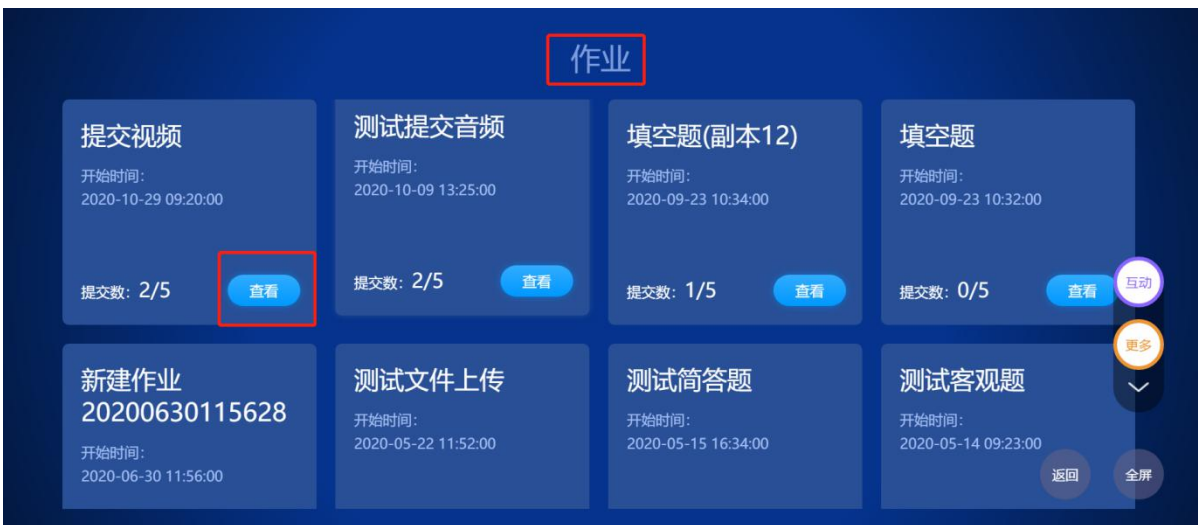 作业
提交视频
开始时间:
2020-10-29 09:20:00
提交数: 2/5
查看
测试提交音频
开始时间:
2020-10-09 13:25:00
提交数: 2/5
查看
填空题(副本12)
开始时间:
2020-09-23 10:34:00
提交数: 1/5
查看
填空题
开始时间:
2020-09-23 10:32:00
提交数: 0/5
查看
互动
更多
新建作业
20200630115628
开始时间:
2020-06-30 11:56:00
测试文件上传
开始时间:
2020-05-22 11:52:00
测试简答题
开始时间:
2020-05-15 16:34:00
测试客观题
开始时间:
2020-05-14 09:23:00
返回
全屏